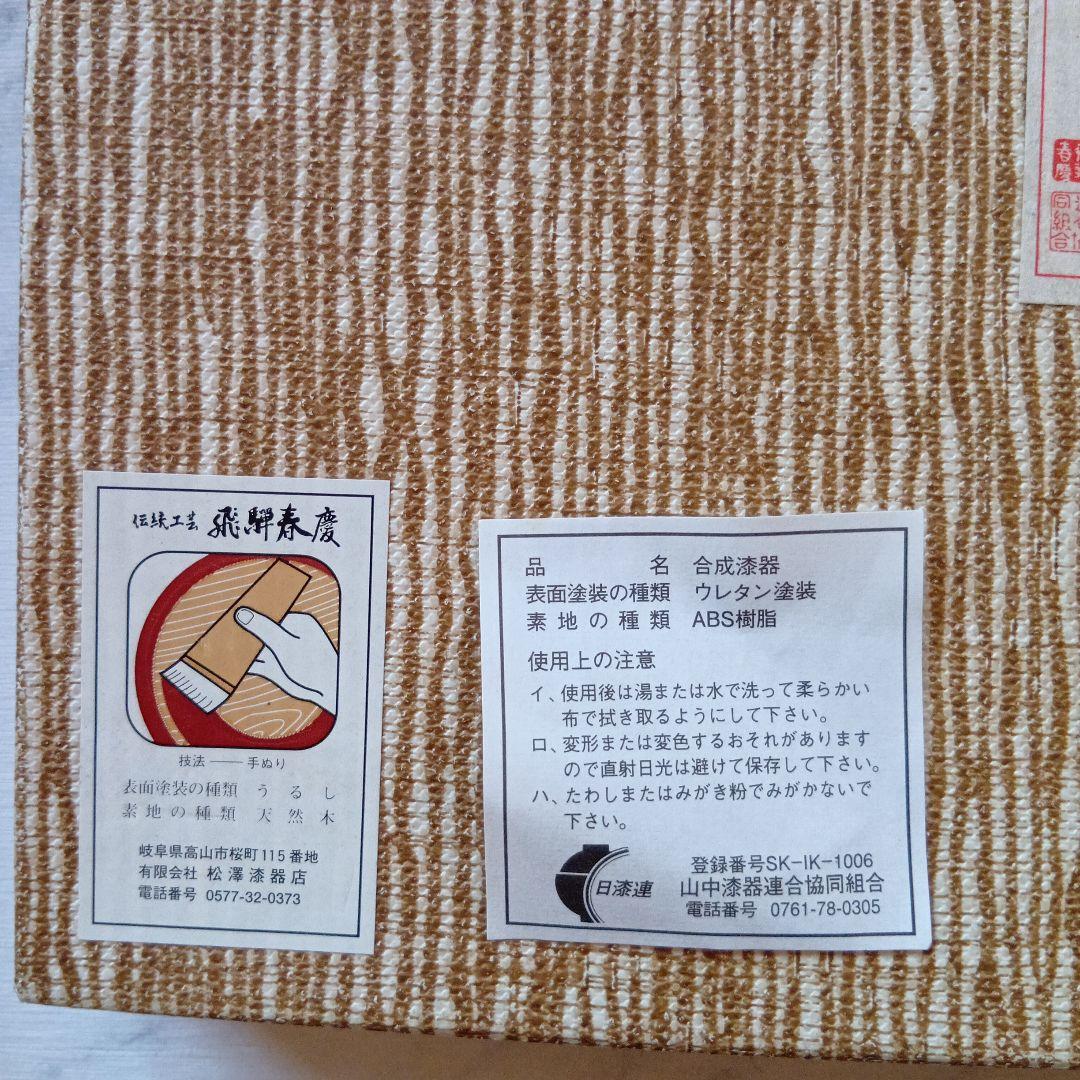 伝統工芸 飛騨春慶
技法——手ぬり
表面塗装の種類 うるし
素地の種類 天然木
岐阜県高山市桜町115番地
有限会社 松澤漆器店
電話番号 0577-32-0373
品名 合成漆器
表面塗装の種類 ウレタン塗装
素地の種類 ABS樹脂
使用上の注意
イ、使用後は湯または水で洗って柔らかい
布で拭き取るようにして下さい。
ロ、変形または変色するおそれがあります
ので直射日光は避けて保存して下さい。
ハ、たわしまたはみがき粉でみがかないで
下さい。
日漆連
登録番号SK-IK-1006
山中漆器連合協同組合
電話番号 0761-78-0305
春慶
同組合